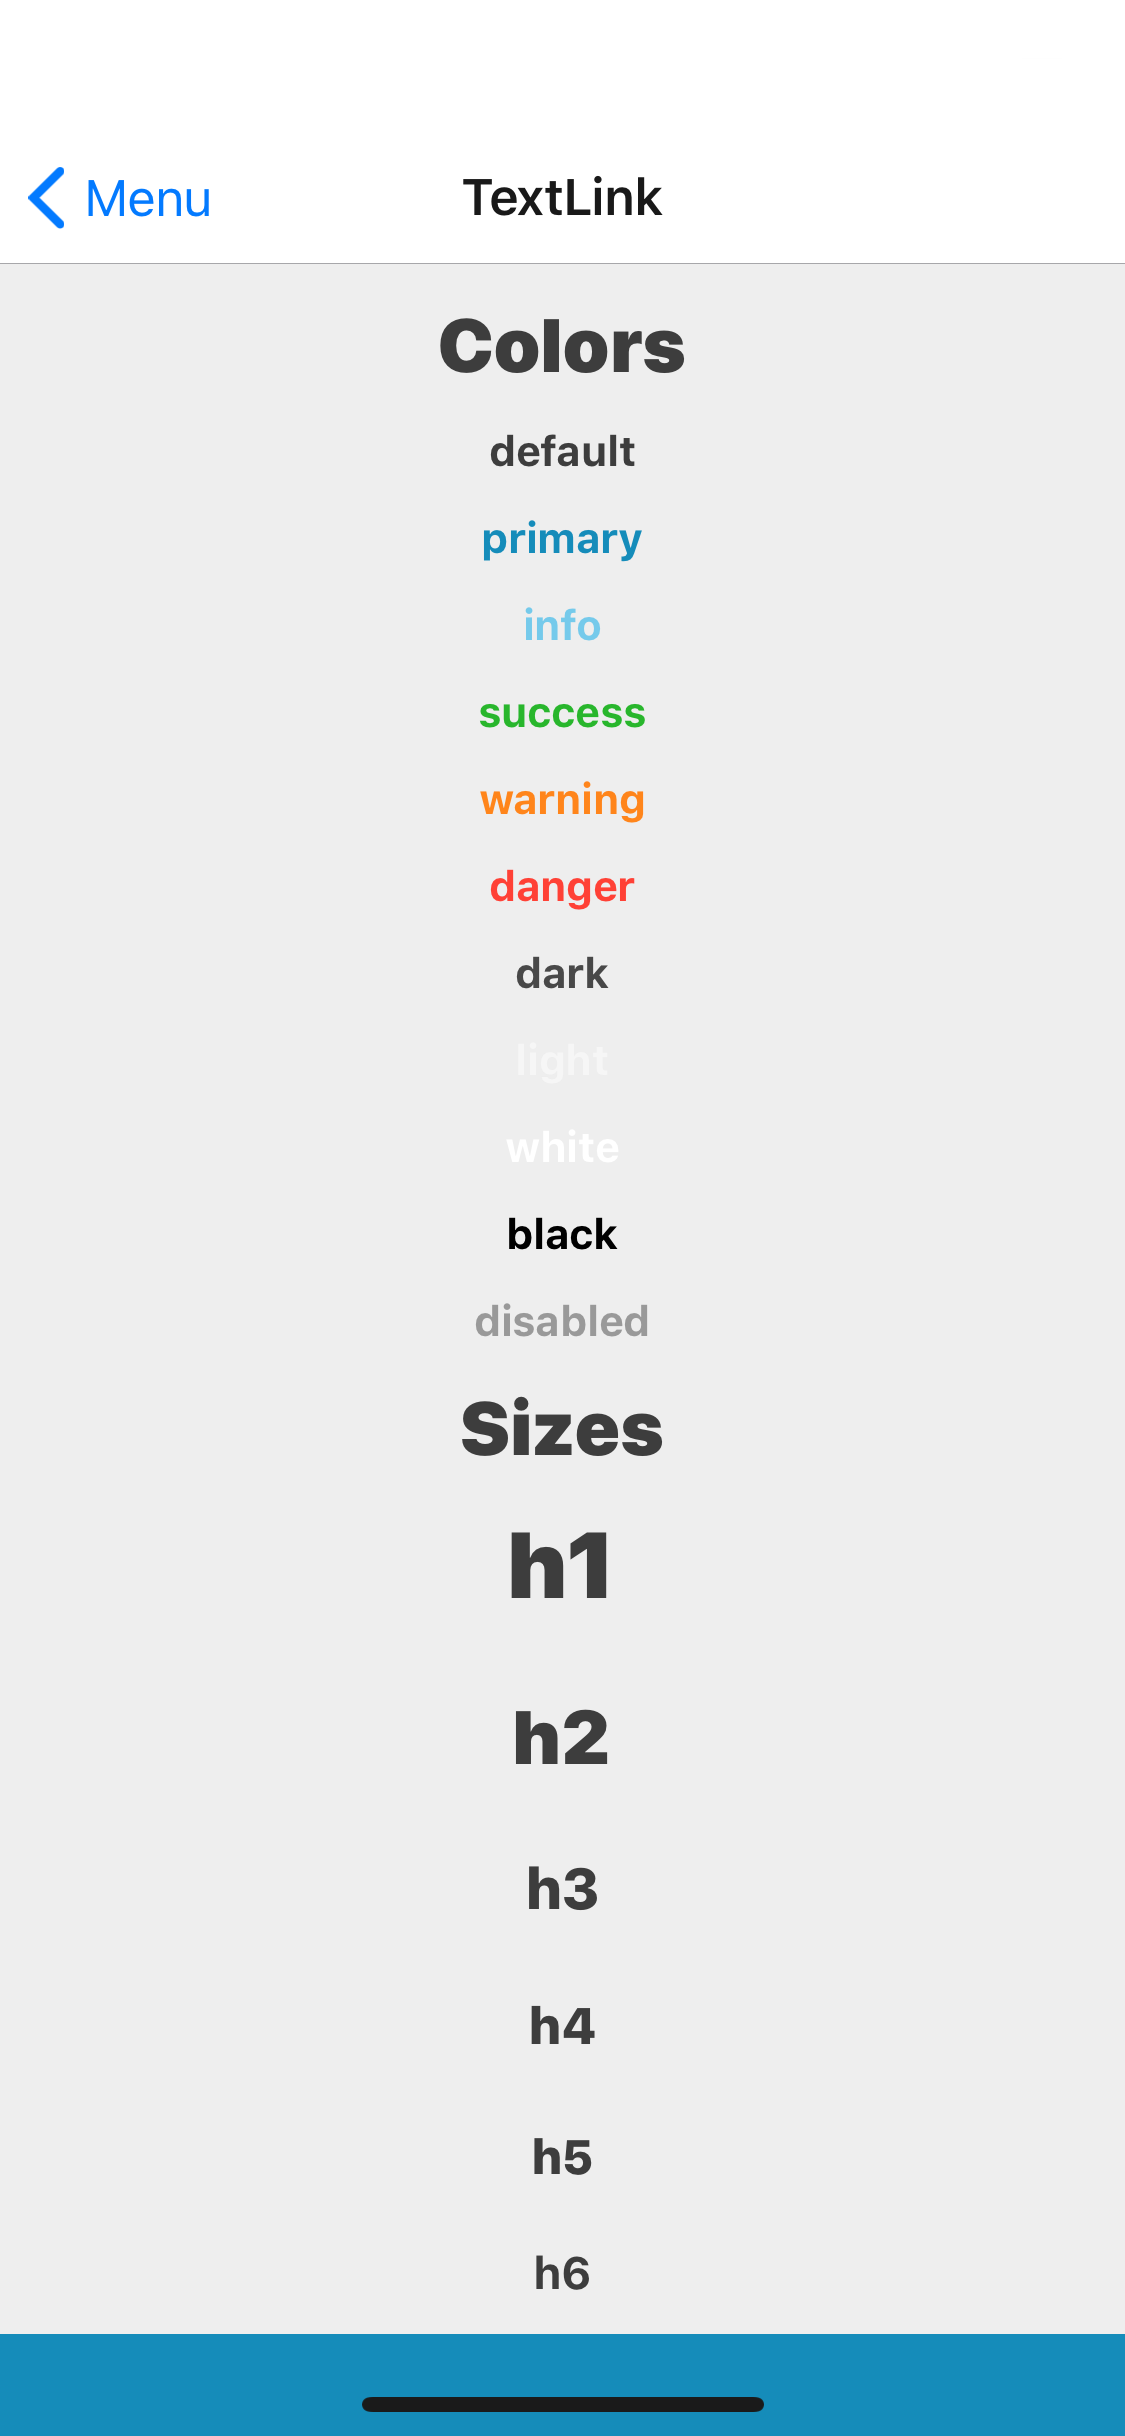 Menu
TextLink
Colors
default
primary
info
success
warning
danger
dark
light
white
black
disabled
Sizes
h1
h2
h3
h4
h5
h6